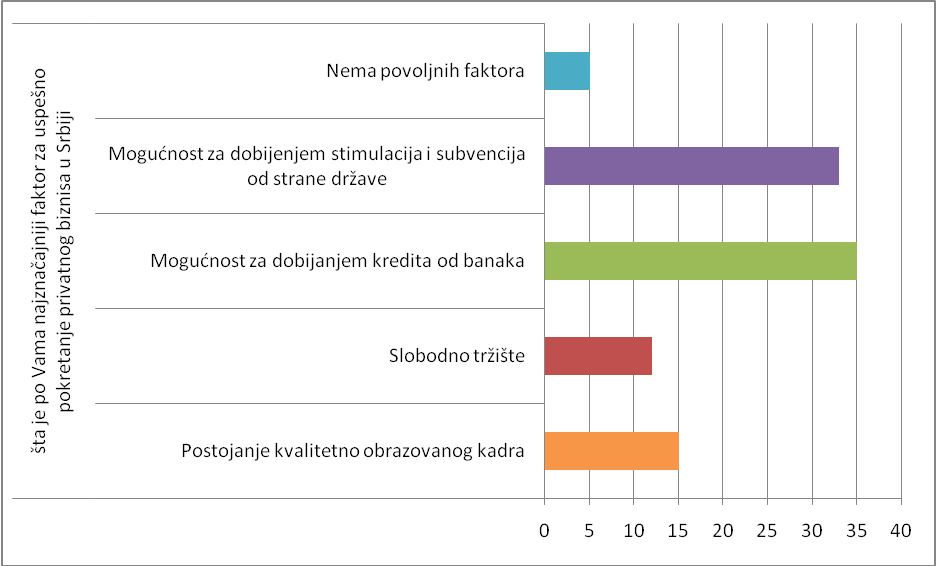 šta je po Vama najznačajniji faktor za uspešno
pokretanje privatnog biznisa u Srbiji
Nema povoljnih faktora
Mogućnost za dobijenjem stimulacija i subvencija
od strane države
Mogućnost za dobijanjem kredita od banaka
Slobodno tržište
Postojanje kvalitetno obrazovanog kadra
0 5 10 15 20 25 30 35 40